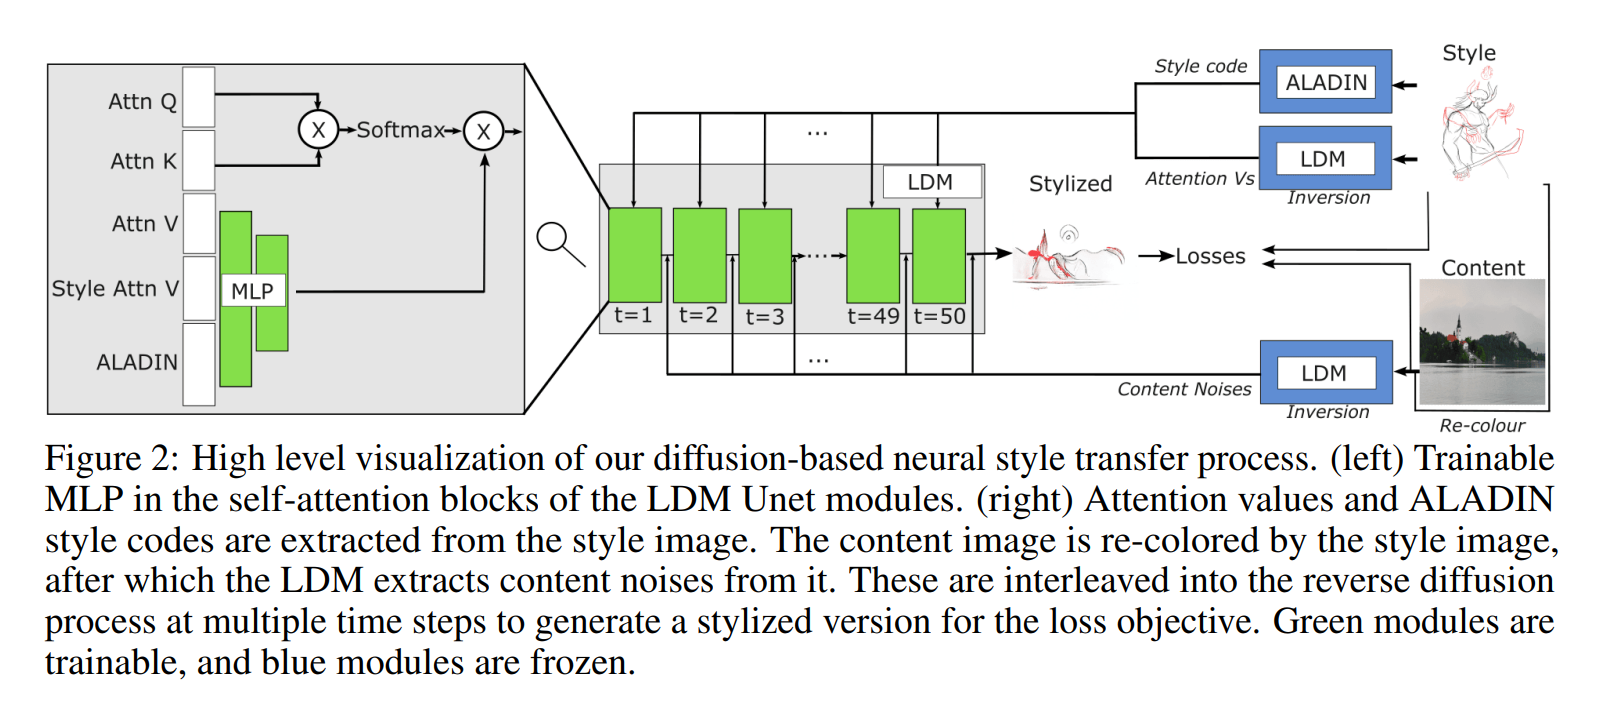 Attn Q
Attn K
Attn V
Style Attn V
ALADIN
X
Softmax
X
MLP
Style code
ALADIN
Style
...
LDM
Inversion
Attention Vs
LDM
Stylized
t=1
t=2
t=3
....
t=49
t=50
Losses
Content
...
Content Noises
LDM
Inversion
Re-colour
Figure 2: High level visualization of our diffusion-based neural style transfer process. (left) Trainable
MLP in the self-attention blocks of the LDM Unet modules. (right) Attention values and ALADIN
style codes are extracted from the style image. The content image is re-colored by the style image,
after which the LDM extracts content noises from it. These are interleaved into the reverse diffusion
process at multiple time steps to generate a stylized version for the loss objective. Green modules are
trainable, and blue modules are frozen.